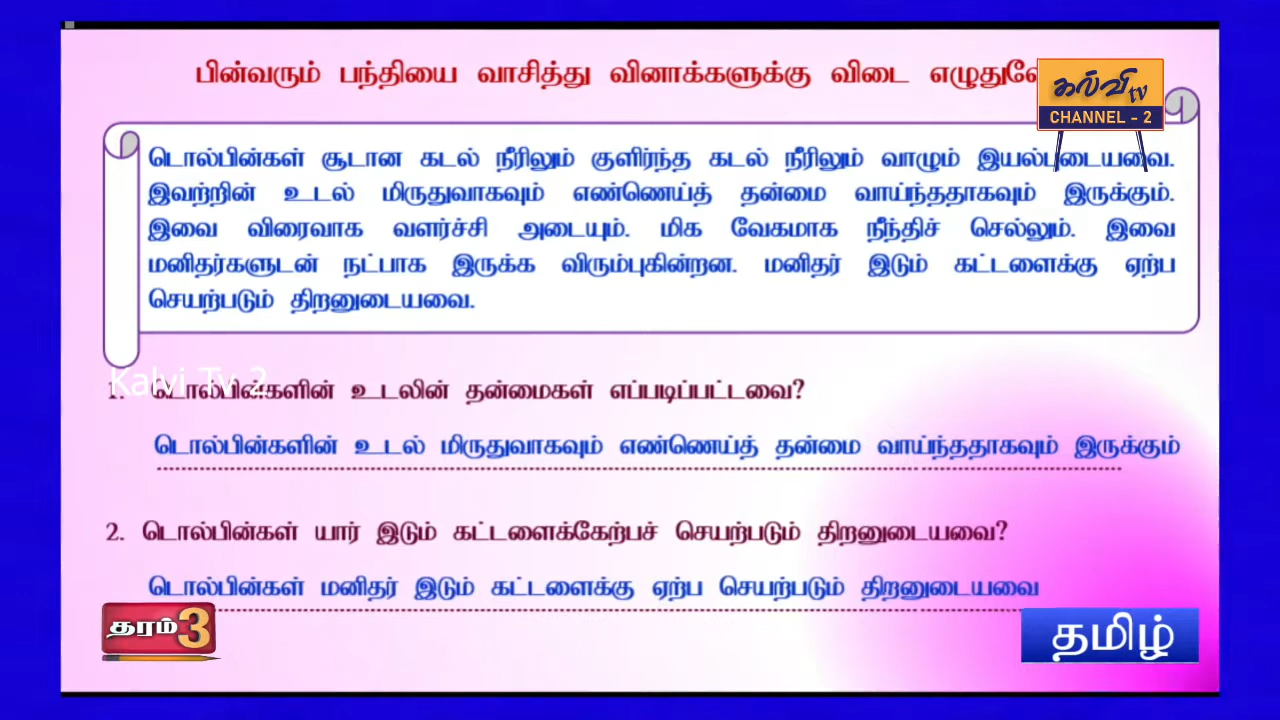 பின்வரும் பந்தியை வாசித்து வினாக்களுக்கு விடை
கல்வி tv
CHANNEL - 2
டொல்பின்கள் சூடான கடல் நீரிலும் குளிர்ந்த கடல் நீரிலும் வாழும் இயல்புடையவை.
இவற்றின் உடல் மிருதுவாகவும் எண்ணெய்த் தன்மை வாய்ந்ததாகவும் இருக்கும்.
இவை விரைவாக வளர்ச்சி அடையும். மிக வேகமாக நீந்திச் செல்லும். இவை
மனிதர்களுடன் நட்பாக இருக்க விரும்புகின்றன. மனிதர் இடும் கட்டளைக்கு ஏற்ப
செயற்படும் திறனுடையவை.
Kalvi Tv 2
1. டொல்பின்களின் உடலின் தன்மைகள் எப்படிப்பட்டவை?
டொல்பின்களின் உடல் மிருதுவாகவும் எண்ணெய்த் தன்மை வாய்ந்ததாகவும் இருக்கும்
2. டொல்பின்கள் யார் இடும் கட்டளைக்கேற்பச் செயற்படும் திறனுடையவை?
டொல்பின்கள் மனிதர் இடும் கட்டளைக்கு ஏற்ப செயற்படும் திறனுடையவை
தரம் 3
தமிழ்